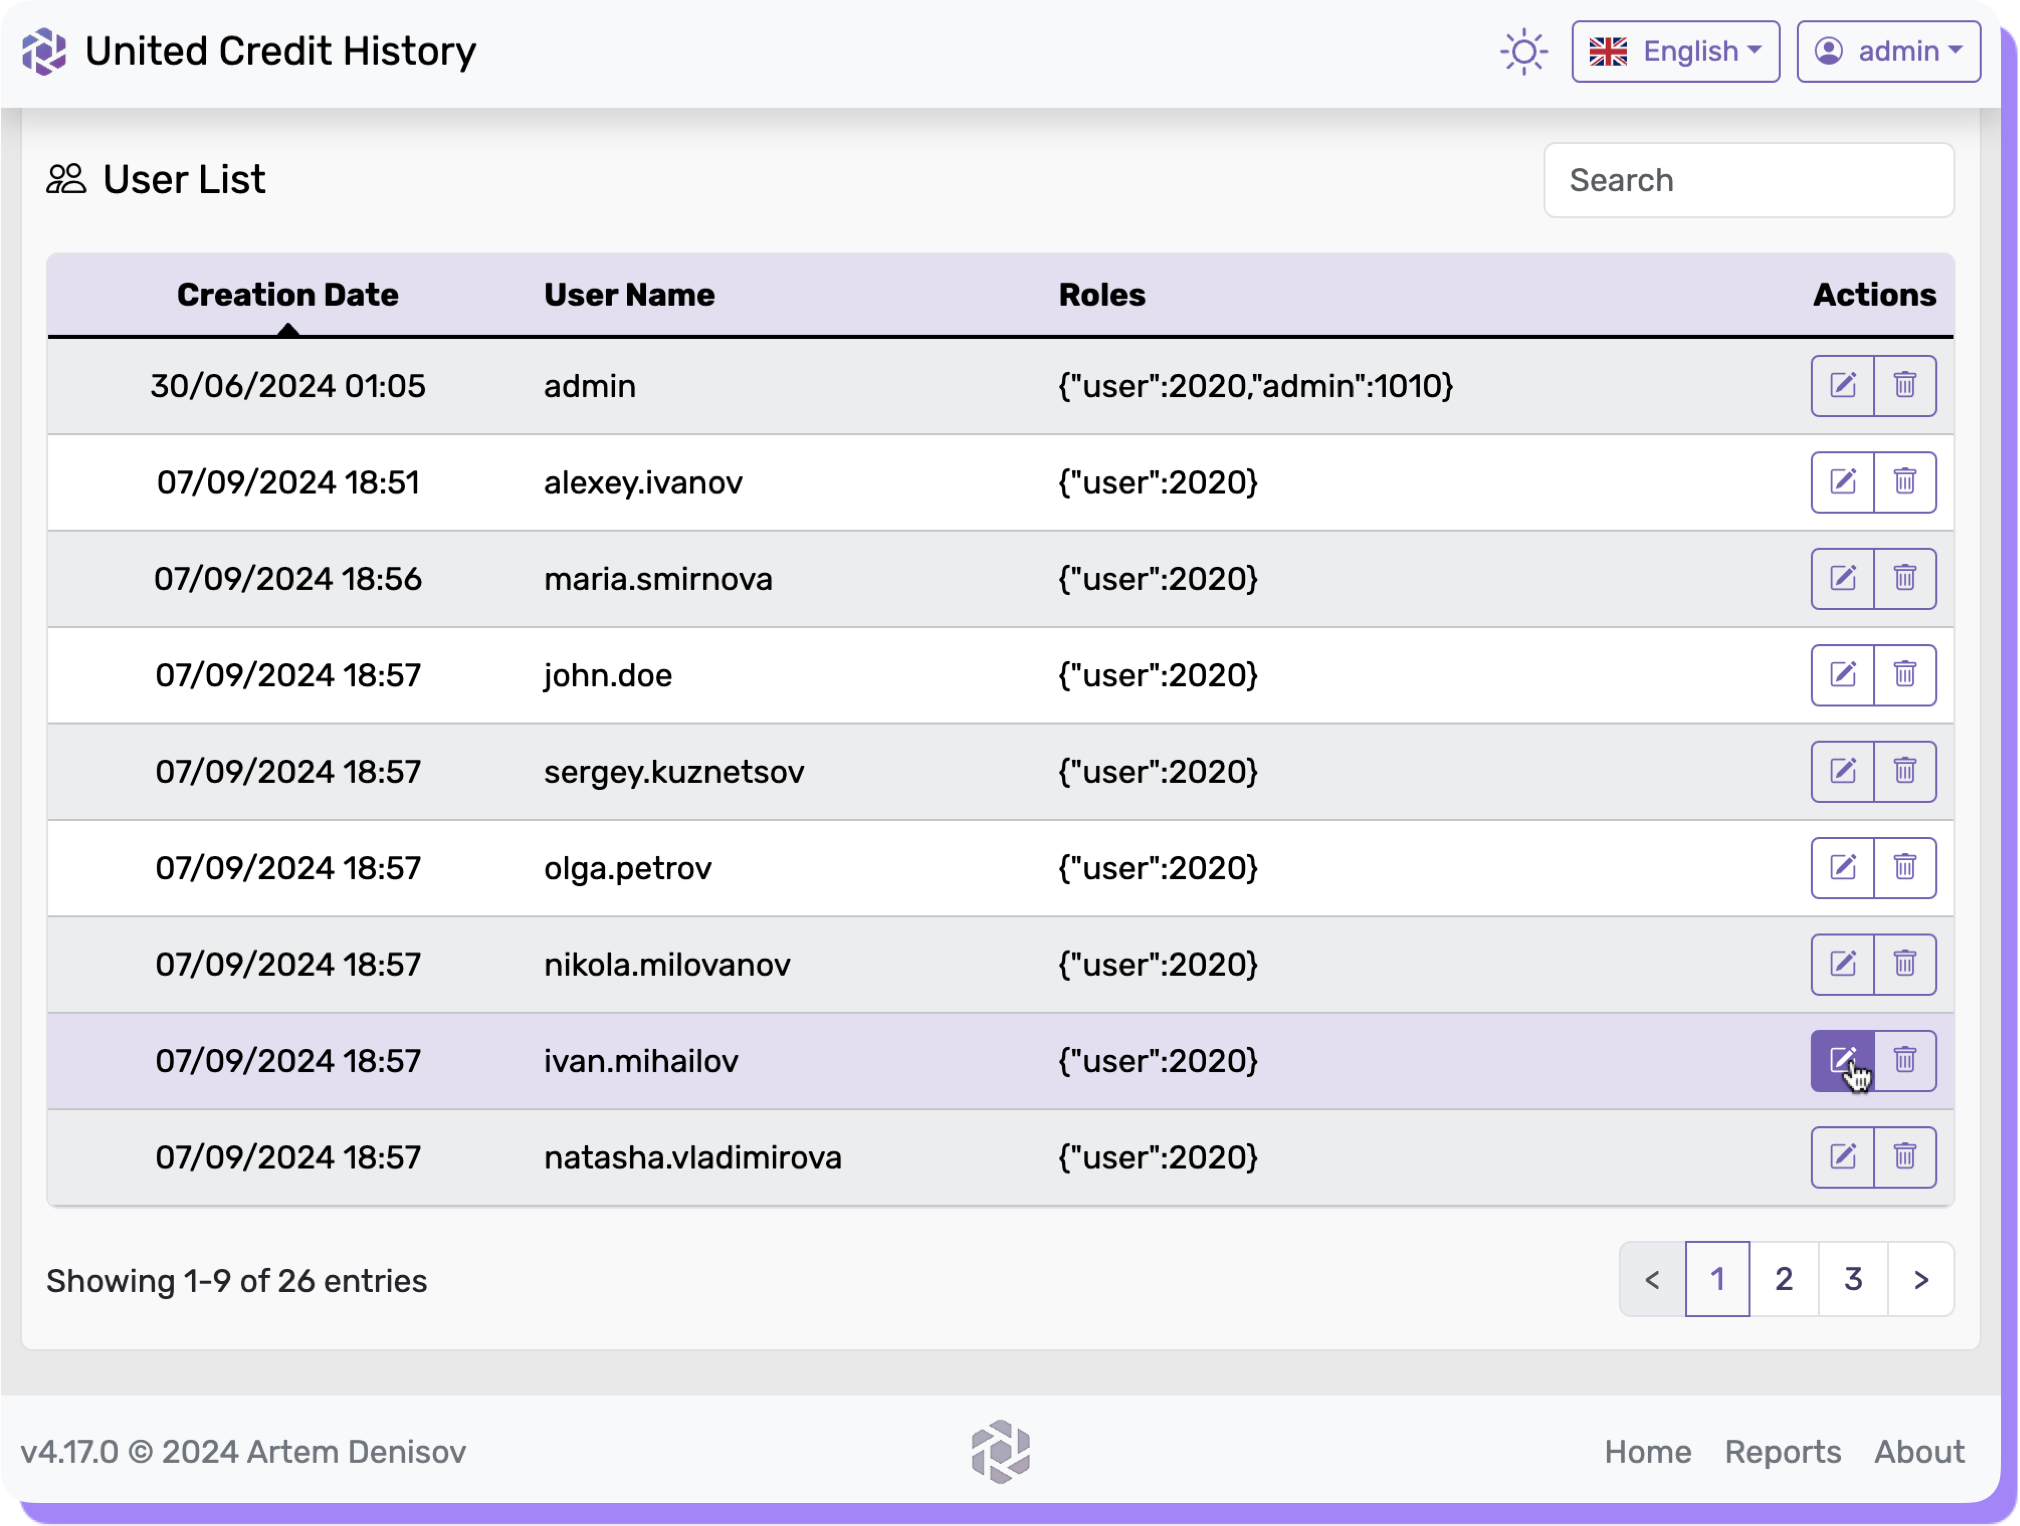 United Credit History
English
admin
User List
Search
Creation Date User Name Roles Actions
30/06/2024 01:05 admin {"user":2020,"admin":1010}
07/09/2024 18:51 alexey.ivanov {"user":2020}
07/09/2024 18:56 maria.smirnova {"user":2020}
07/09/2024 18:57 john.doe {"user":2020}
07/09/2024 18:57 sergey.kuznetsov {"user":2020}
07/09/2024 18:57 olga.petrov {"user":2020}
07/09/2024 18:57 nikola.milovanov {"user":2020}
07/09/2024 18:57 ivan.mihailov {"user":2020}
07/09/2024 18:57 natasha.vladimirova {"user":2020}
Showing 1-9 of 26 entries
< 1 2 3 >
v4.17.0 © 2024 Artem Denisov
Home Reports About